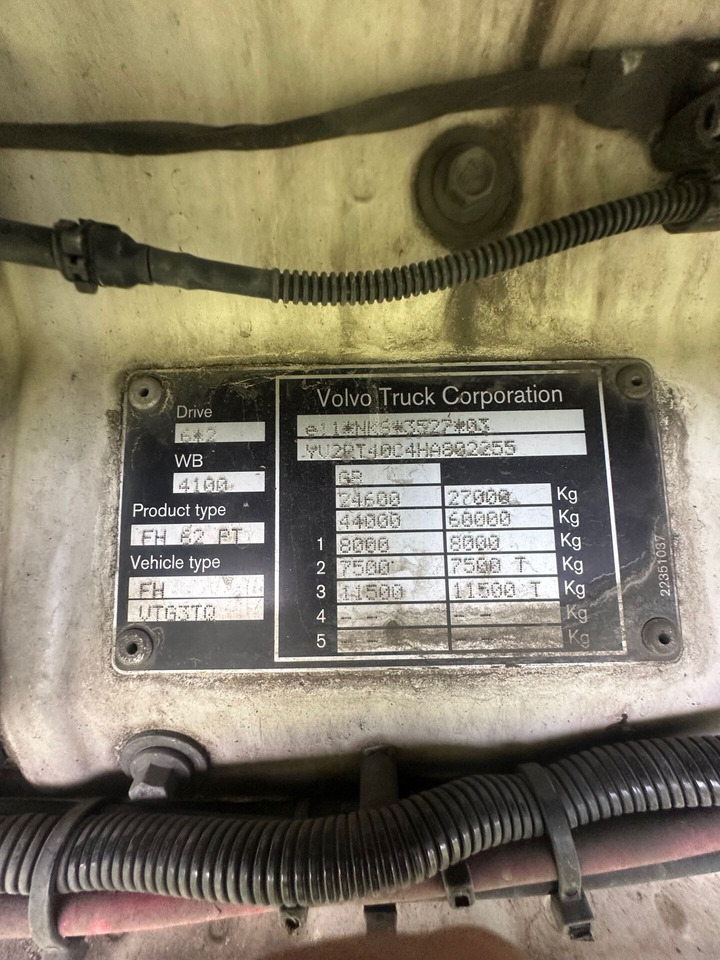 Drive
6*2
WB
4100
Product type
FH 62 PT
Vehicle type
FH
VTG3TQ
Volvo Truck Corporation
e11*NKS*3527*03
YV2RT40C4HA802255
GB
24600 27000 Kg
44000 60000 Kg
1 8000 8000 Kg
2 7500 7500 T Kg
3 11500 11500 T Kg
4 -- -- Kg
5 -- -- Kg
22351037